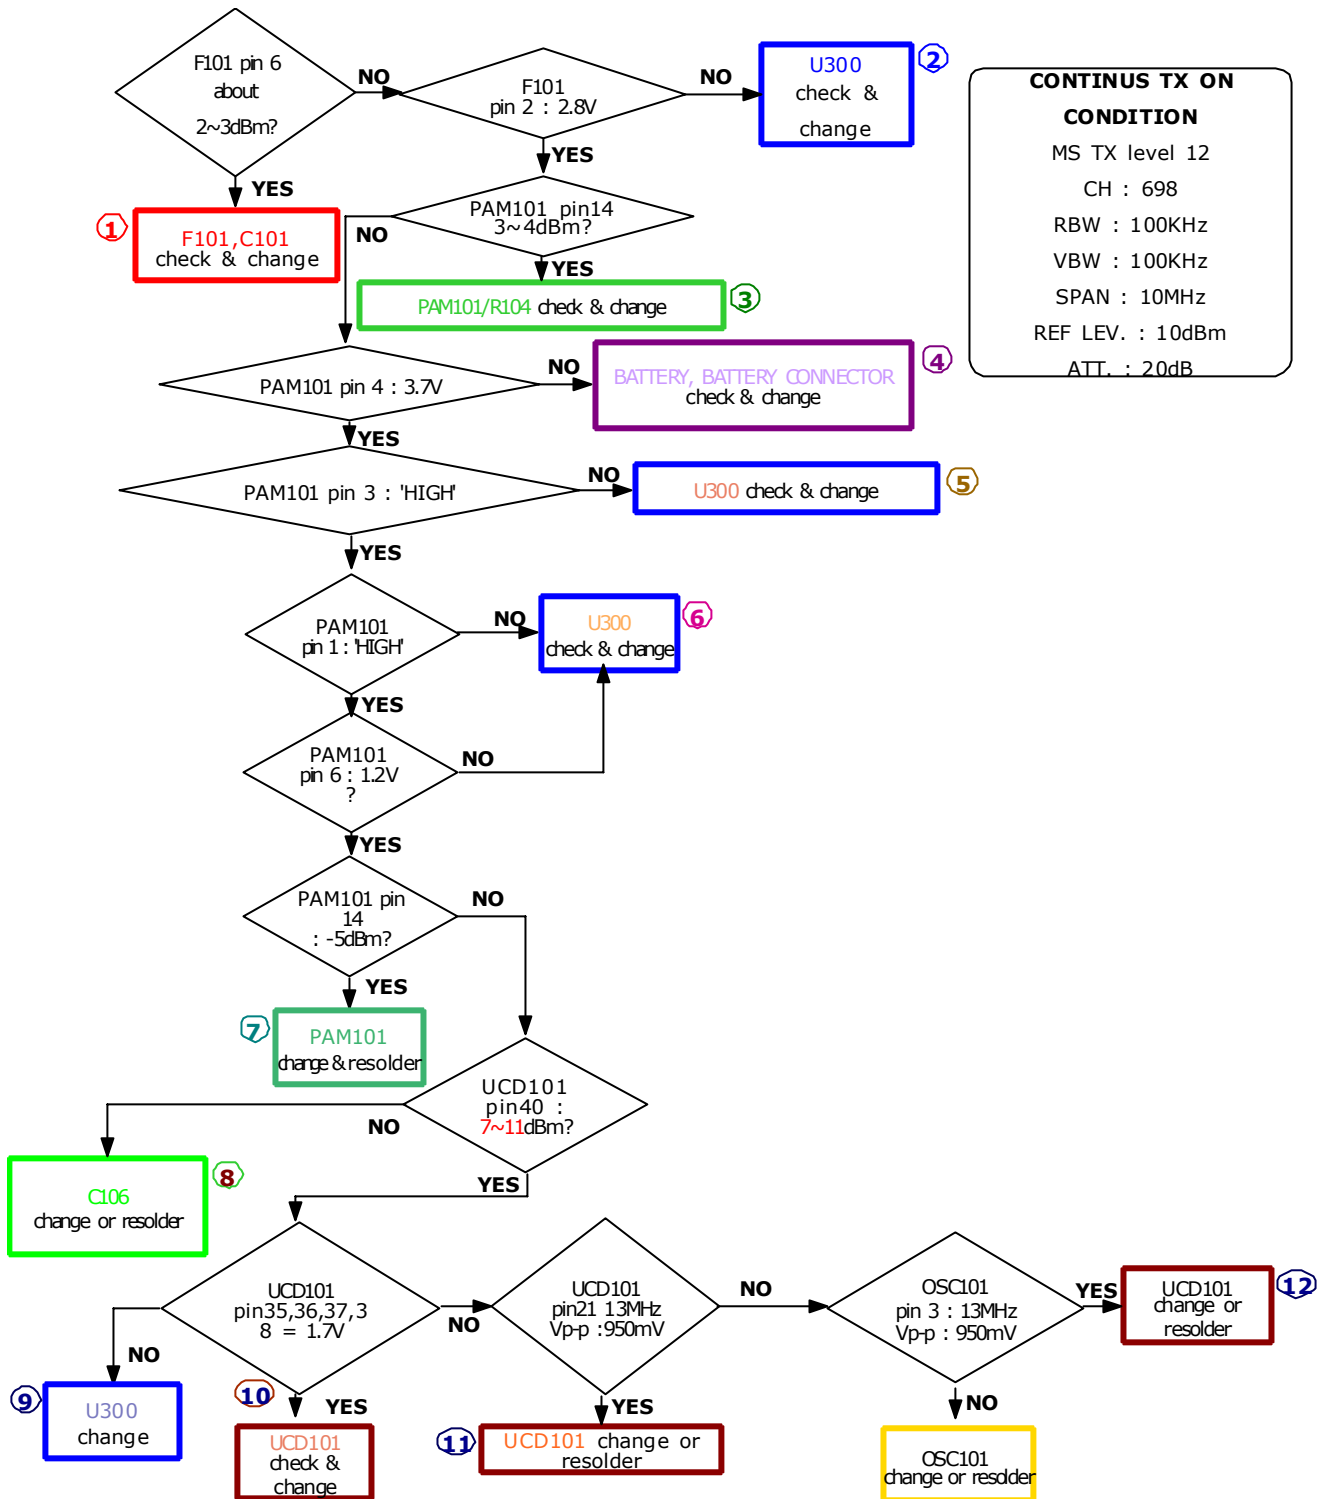 F101 pin 6
about
2~3dBm?
NO
F101
pin 2 : 2.8V
NO
U300
check &
change
2
CONTINUS TX ON
CONDITION
MS TX level 12
CH : 698
RBW : 100KHz
VBW : 100KHz
SPAN : 10MHz
REF LEV. : 10dBm
ATT. : 20dB
YES
YES
1
F101,C101
check & change
PAM101 pin14
3~4dBm?
NO
YES
PAM101/R104 check & change
3
PAM101 pin 4 : 3.7V
NO
BATTERY, BATTERY CONNECTOR
check & change
4
YES
PAM101 pin 3 : 'HIGH'
NO
U300 check & change
5
YES
PAM101
pin 1 : 'HIGH'
NO
U300
check & change
6
YES
PAM101
pin 6 : 1.2V
?
NO
YES
PAM101 pin
14
: -5dBm?
NO
YES
7
PAM101
change & resolder
UCD101
pin40 :
7~11dBm?
NO
YES
C106
change or resolder
8
UCD101
pin35,36,37,3
8 = 1.7V
NO
NO
UCD101
pin21 13MHz
Vp-p :950mV
NO
OSC101
pin 3 : 13MHz
Vp-p : 950mV
YES
UCD101
change or
resolder
12
9
U300
change
10
YES
UCD101
check &
change
YES
11
UCD101 change or
resolder
NO
OSC101
change or resolder